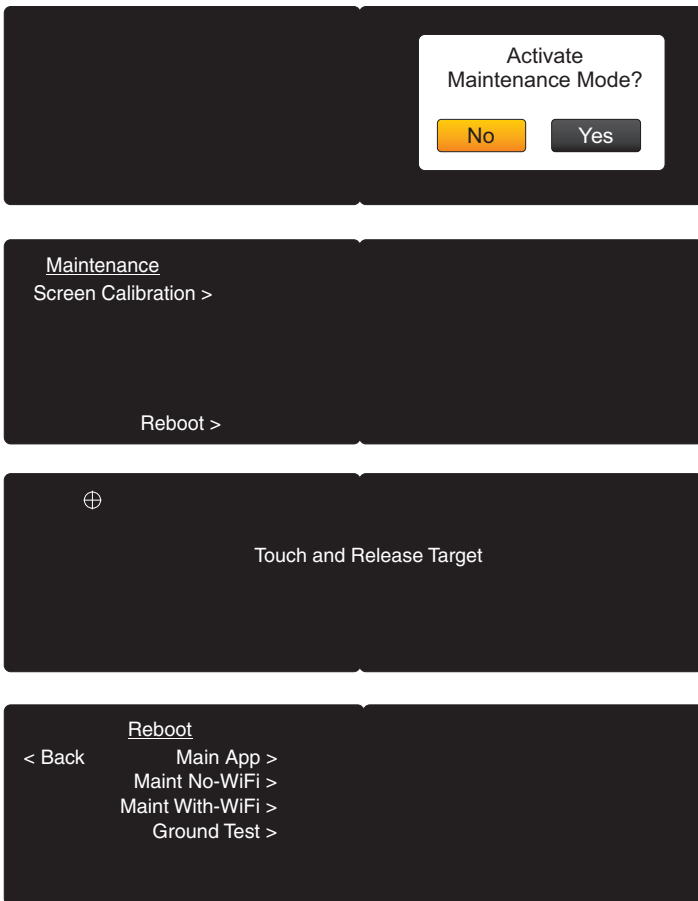 Activate
Maintenance Mode?
No Yes
Maintenance
Screen Calibration >
Reboot >
Touch and Release Target
Reboot
< Back Main App >
Maint No-WiFi >
Maint With-WiFi >
Ground Test >